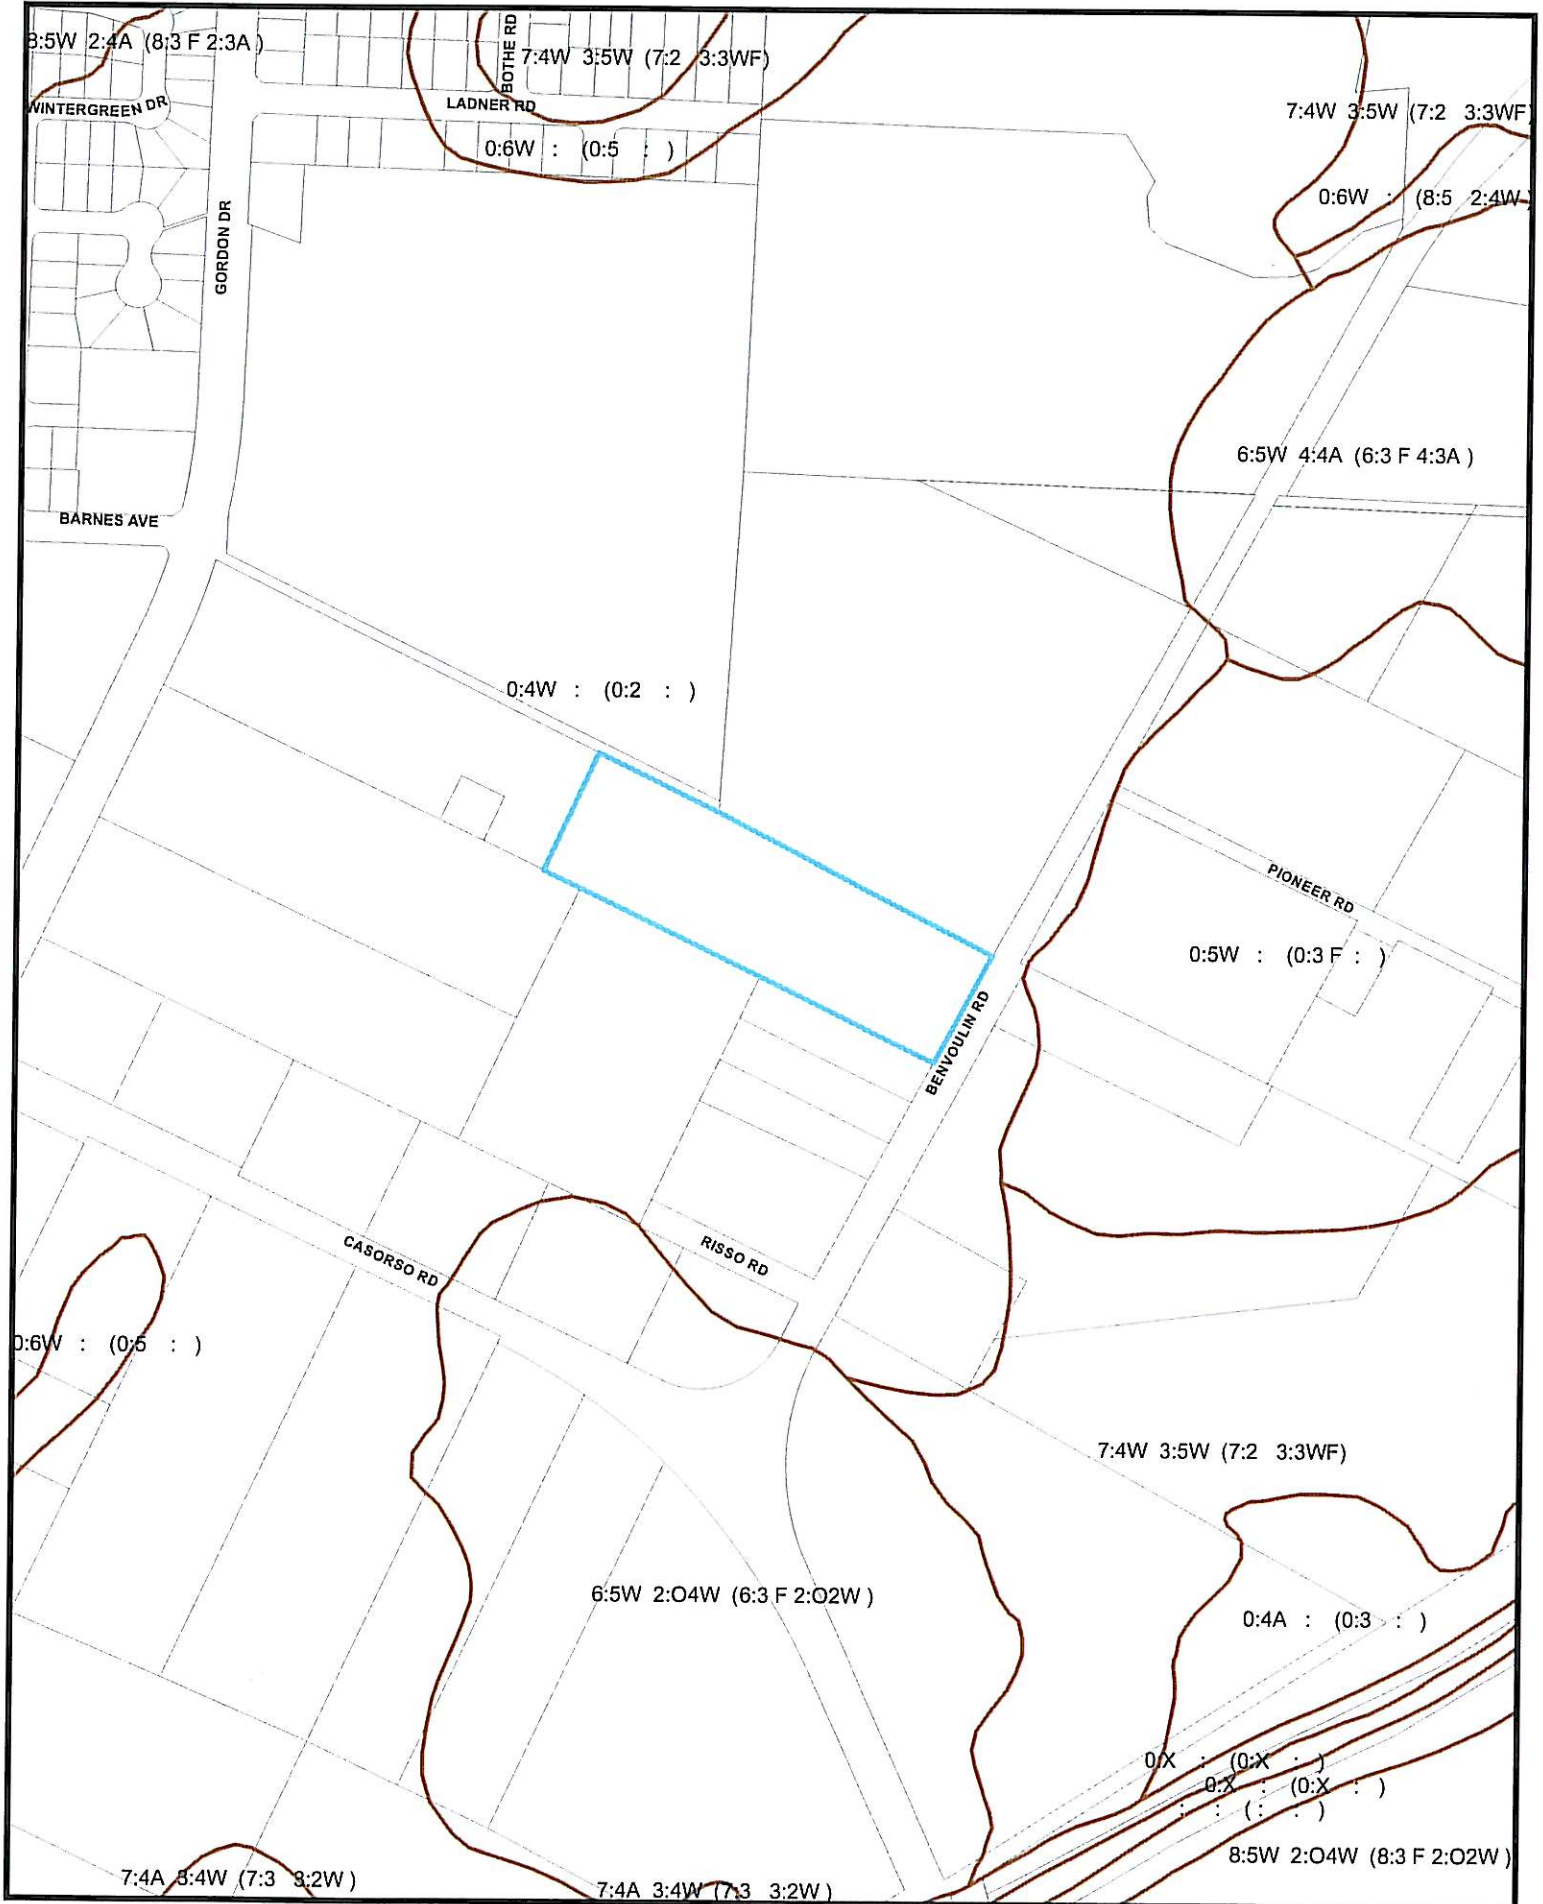 8:5W 2:4A (8:3 F 2:3A )
BOTHE RD
7:4W 3:5W (7:2 3:3WF)
WINTERGREEN DR
LADNER RD
7:4W 3:5W (7:2 3:3WF)
0:6W : (0:5 : )
0:6W : (8:5 2:4W )
GORDON DR
6:5W 4:4A (6:3 F 4:3A )
BARNES AVE
0:4W : (0:2 : )
PIONEER RD
0:5W : (0:3 F : )
BENVOULIN RD
CASORSO RD
RISSO RD
0:6W : (0:5 : )
7:4W 3:5W (7:2 3:3WF)
6:5W 2:O4W (6:3 F 2:O2W )
0:4A : (0:3 : )
0:X : (0:X : )
0:X : (0:X : )
: : ( : : )
8:5W 2:O4W (8:3 F 2:O2W )
7:4A 3:4W (7:3 3:2W )
7:4A 3:4W (7:3 3:2W )